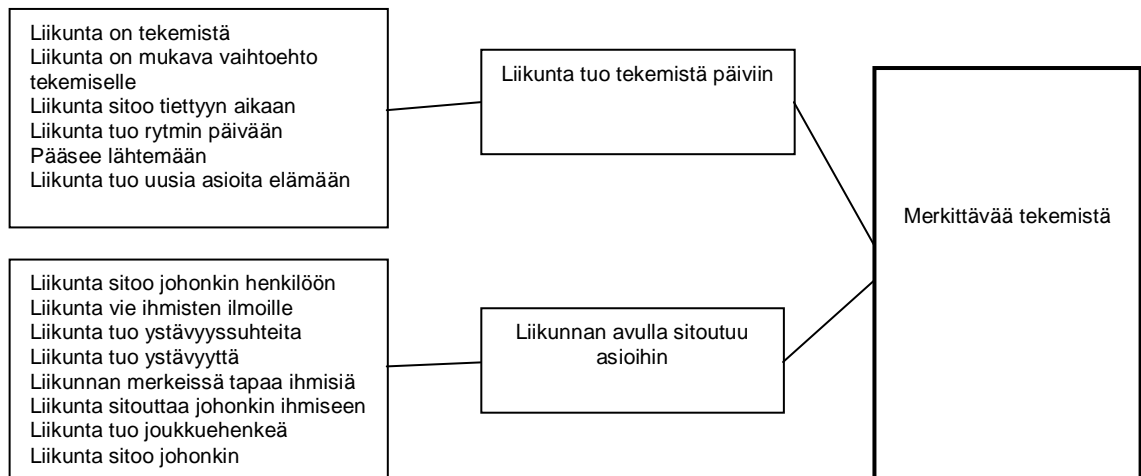 Liikunta on tekemistä
Liikunta on mukava vaihtoehto
tekemiselle
Liikunta sitoo tiettyyn aikaan
Liikunta tuo rytmin päivään
Pääsee lähtemään
Liikunta tuo uusia asioita elämään
Liikunta tuo tekemistä päiviin
Merkittävää tekemistä
Liikunta sitoo johonkin henkilöön
Liikunta vie ihmisten ilmoille
Liikunta tuo ystävyyssuhteita
Liikunta tuo ystävyyttä
Liikunnan merkeissä tapaa ihmisiä
Liikunta sitouttaa johonkin ihmiseen
Liikunta tuo joukkuehenkeä
Liikunta sitoo johonkin
Liikunnan avulla sitoutuu
asioihin